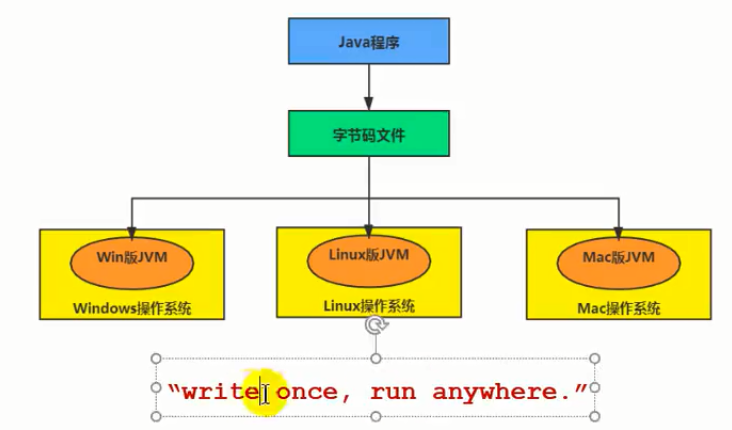 Java程序
字节码文件
Win版JVM
Windows操作系统
Linux版JVM
Linux操作系统
Mac版JVM
Mac操作系统
“write once, run anywhere.”